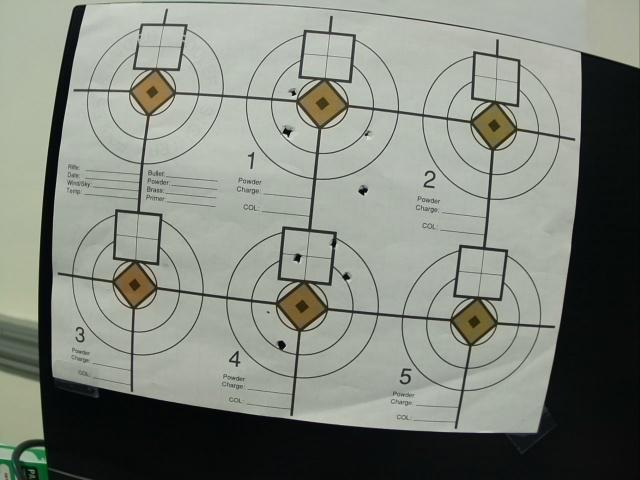 Rifle:
Date:
Wind/Sky:
Temp:
Bullet:
Powder:
Brass:
Primer:
1
Powder
Charge:
COL:
2
Powder
Charge:
COL:
3
Powder
Charge:
COL:
4
Powder
Charge:
COL:
5
Powder
Charge:
COL: